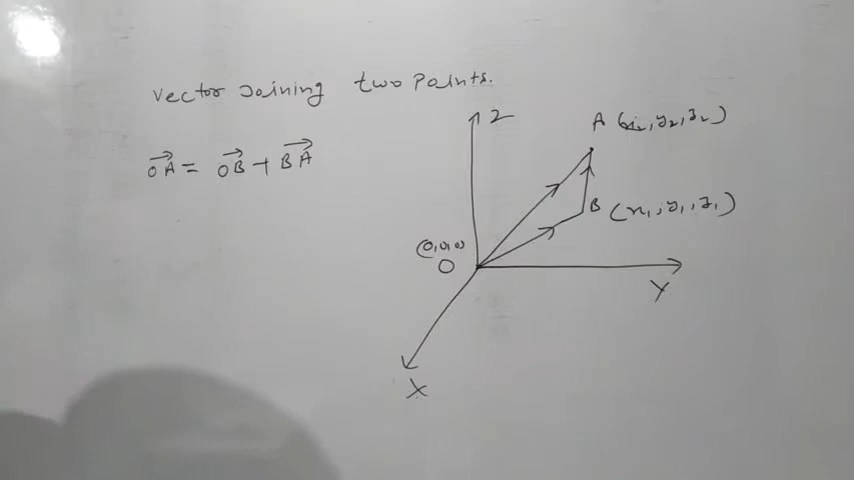 Vector Joining two Points.
Z
A (x₂, y₂, z₂)
→OA = →OB + →BA
B (x₁, y₁, z₁)
(0,0,0)
O
Y
X